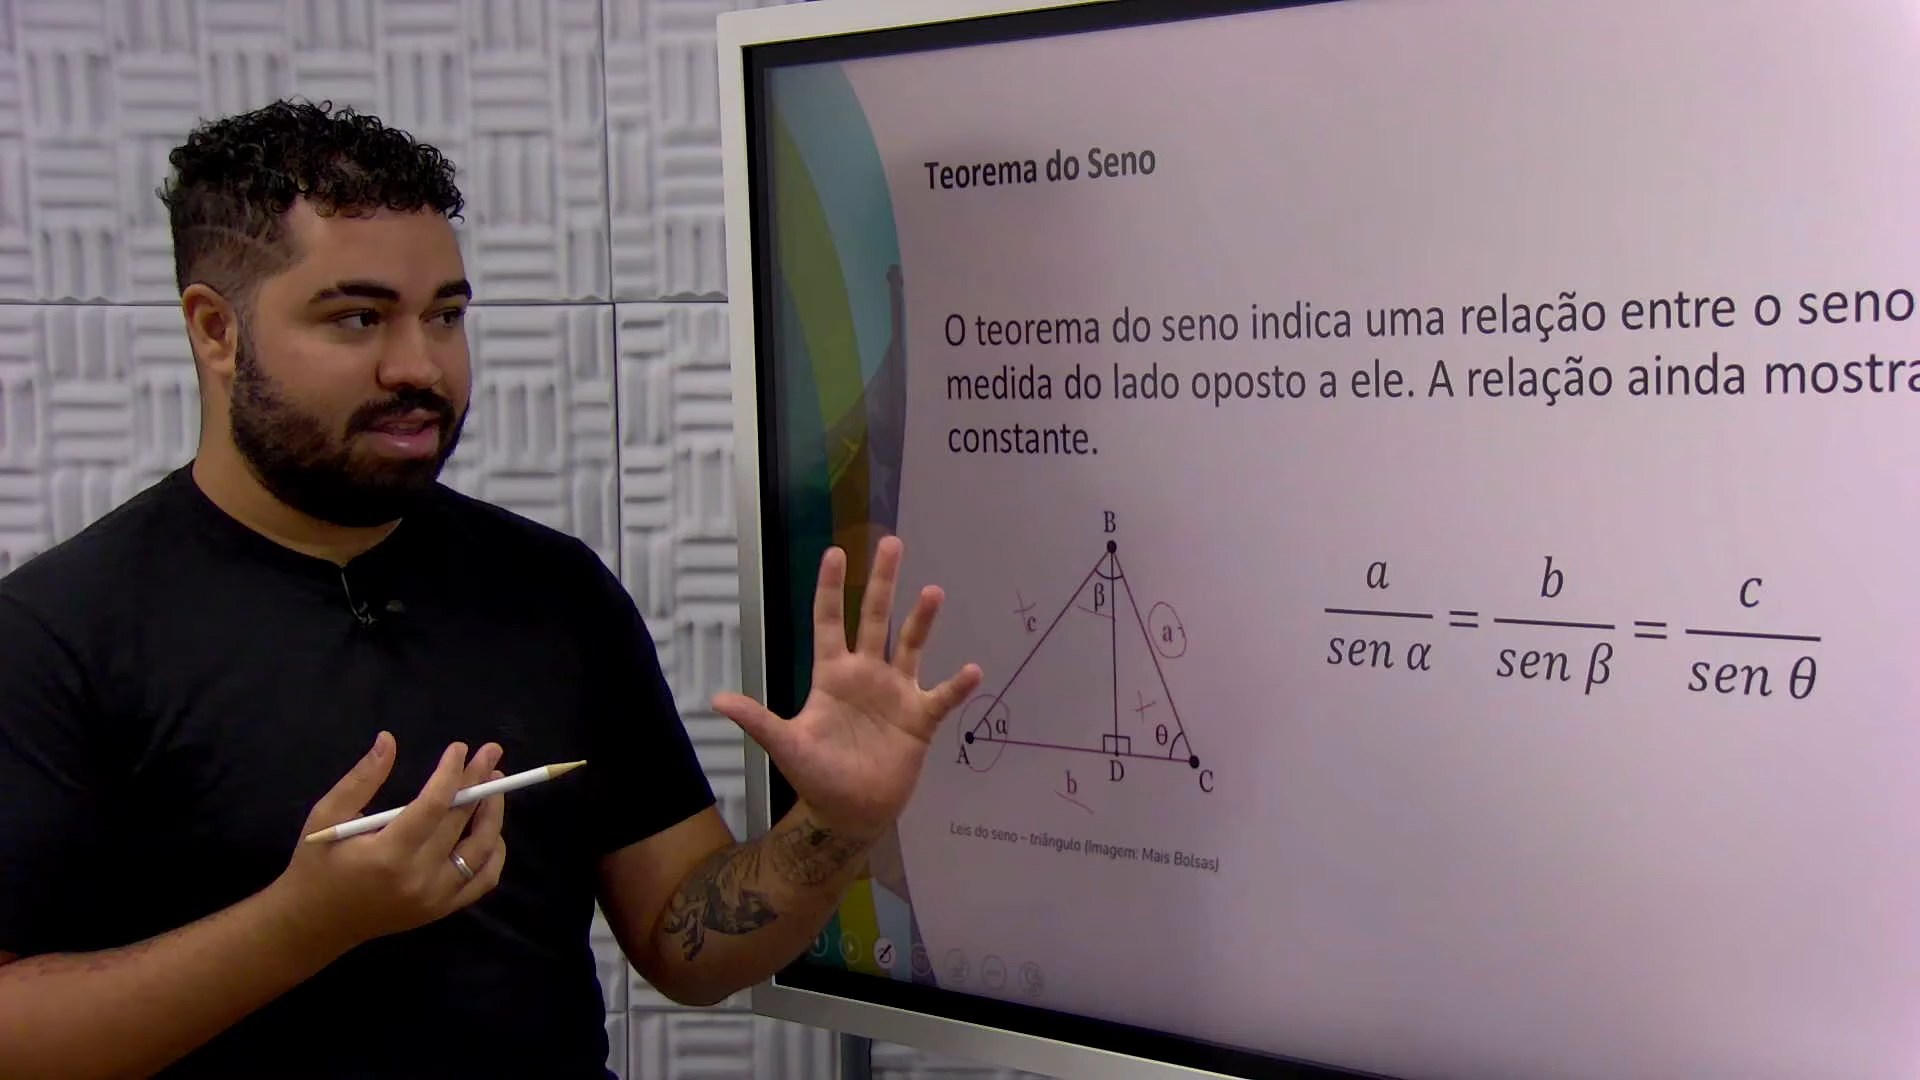 Teorema do Seno
O teorema do seno indica uma relação entre o seno
medida do lado oposto a ele. A relação ainda mostra
constante.
B
β
c
a
α
θ
A
b
D
C
a/sen α = b/sen β = c/sen θ
Leis do seno – triângulo (Imagem: Mais Bolsas)